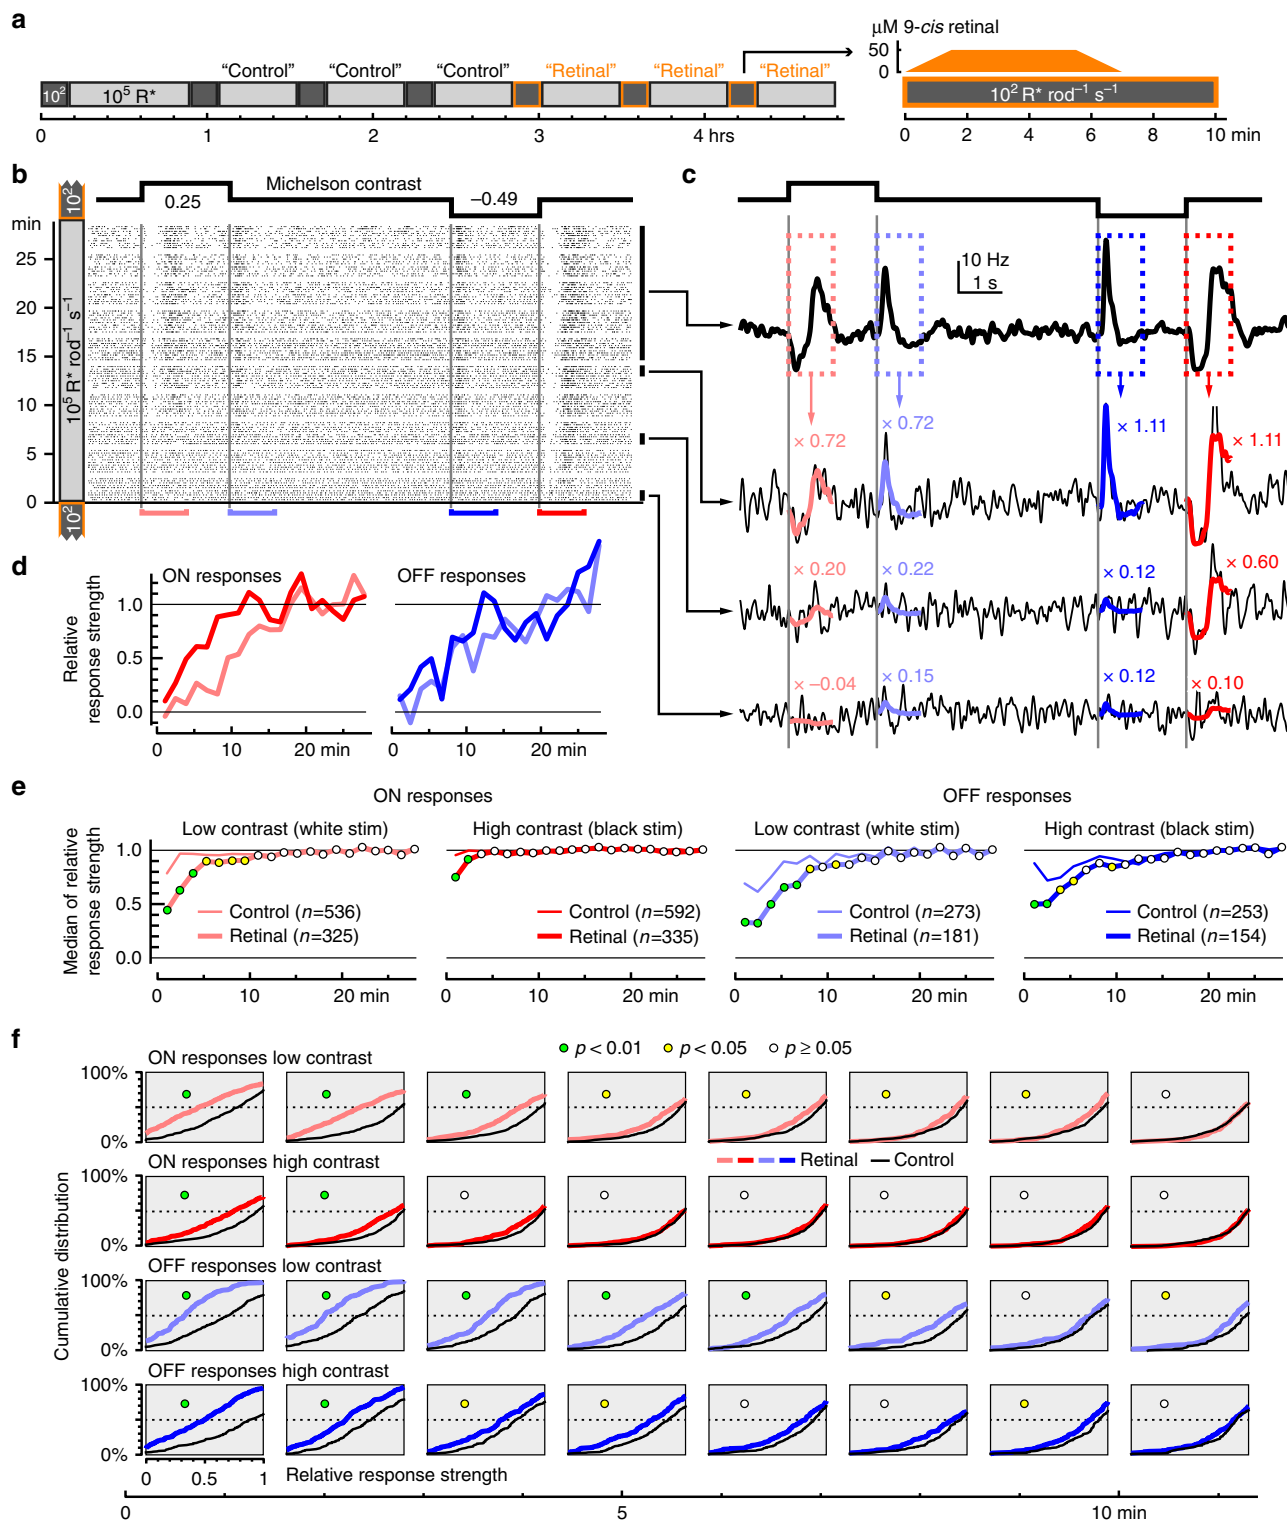 a
μM 9-cis retinal
50
0
"Control" "Control" "Control" "Retinal" "Retinal" "Retinal"
10² 10⁵ R*
10² R* rod⁻¹ s⁻¹
0 1 2 3 4 hrs
0 2 4 6 8 10 min
b
Michelson contrast
0.25
−0.49
10²
min
25
20
15
10
5
0
10⁵ R* rod⁻¹ s⁻¹
10²
c
10 Hz
1 s
× 0.72 × 0.72 × 1.11 × 1.11
× 0.20 × 0.22 × 0.12 × 0.60
× −0.04 × 0.15 × 0.12 × 0.10
d
ON responses OFF responses
Relative
response strength
1.0
0.5
0.0
0 10 20 min 0 10 20 min
e
ON responses OFF responses
Low contrast (white stim) High contrast (black stim) Low contrast (white stim) High contrast (black stim)
Median of relative
response strength
1.0
0.5
0.0
Control (n=536) Control (n=592) Control (n=273) Control (n=253)
Retinal (n=325) Retinal (n=335) Retinal (n=181) Retinal (n=154)
0 10 20 min 0 10 20 min 0 10 20 min 0 10 20 min
f
p < 0.01 p < 0.05 p ≥ 0.05
Cumulative distribution
ON responses low contrast
100%
0%
ON responses high contrast
Retinal Control
100%
0%
OFF responses low contrast
100%
0%
OFF responses high contrast
100%
0%
0 0.5 1 Relative response strength
0 5 10 min